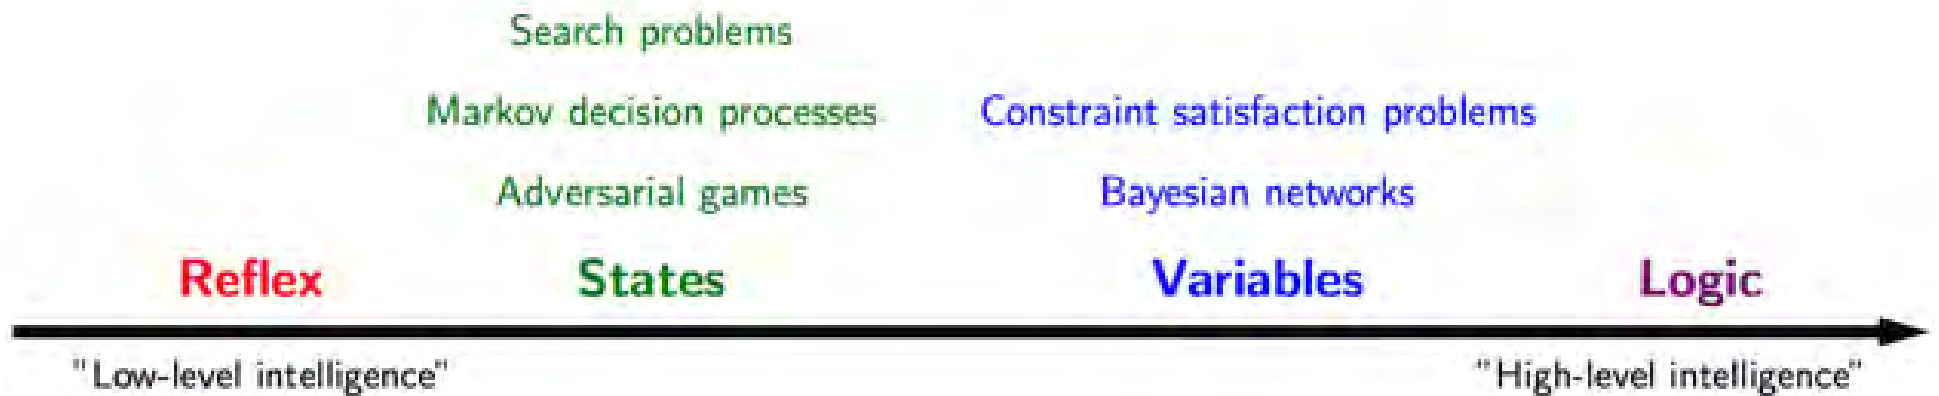 Search problems
Markov decision processes Constraint satisfaction problems
Adversarial games Bayesian networks
Reflex States Variables Logic
"Low-level intelligence" "High-level intelligence"